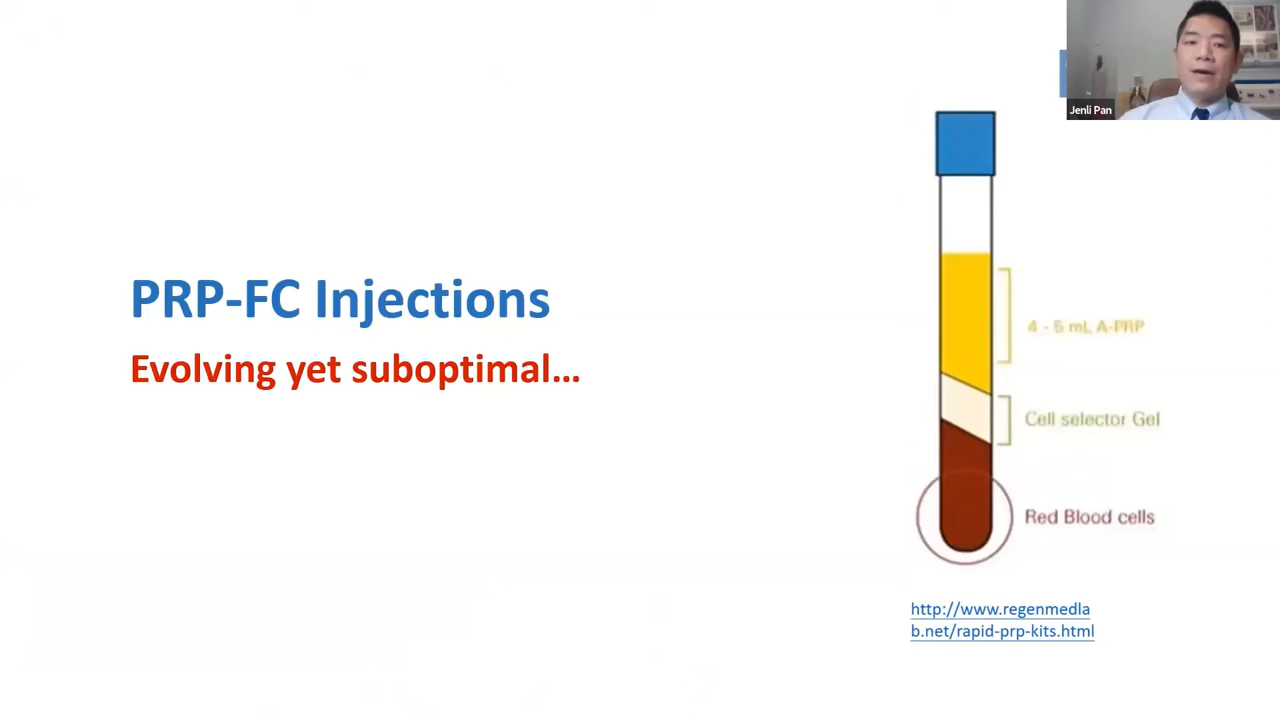 Jenli Pan
PRP-FC Injections
Evolving yet suboptimal...
4 - 5 mL A-PRP
Cell selector Gel
Red Blood cells
http://www.regenmedla
b.net/rapid-prp-kits.html